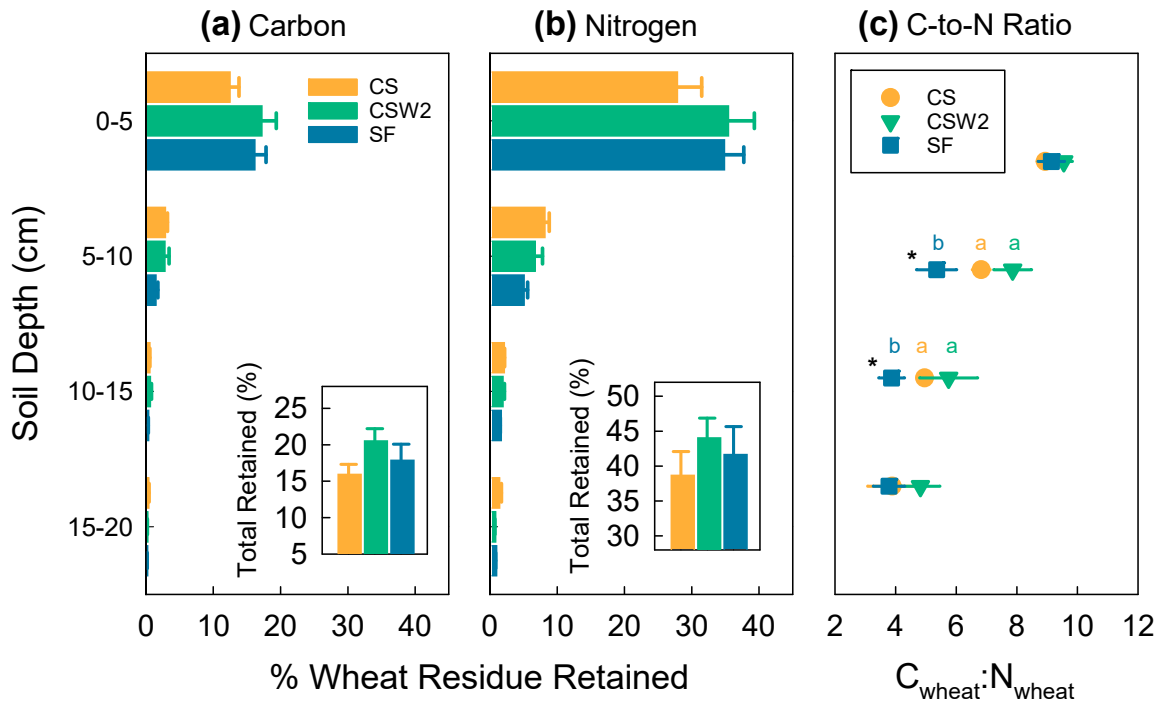 (a) Carbon
(b) Nitrogen
(c) C-to-N Ratio
Soil Depth (cm)
0-5
5-10
10-15
15-20
CS
CSW2
SF
Total Retained (%)
25
20
15
10
5
0 10 20 30 40
Total Retained (%)
50
45
40
35
30
0 10 20 30 40
% Wheat Residue Retained
CS
CSW2
SF
* b a a
* b a a
2 4 6 8 10 12
Cwheat:Nwheat